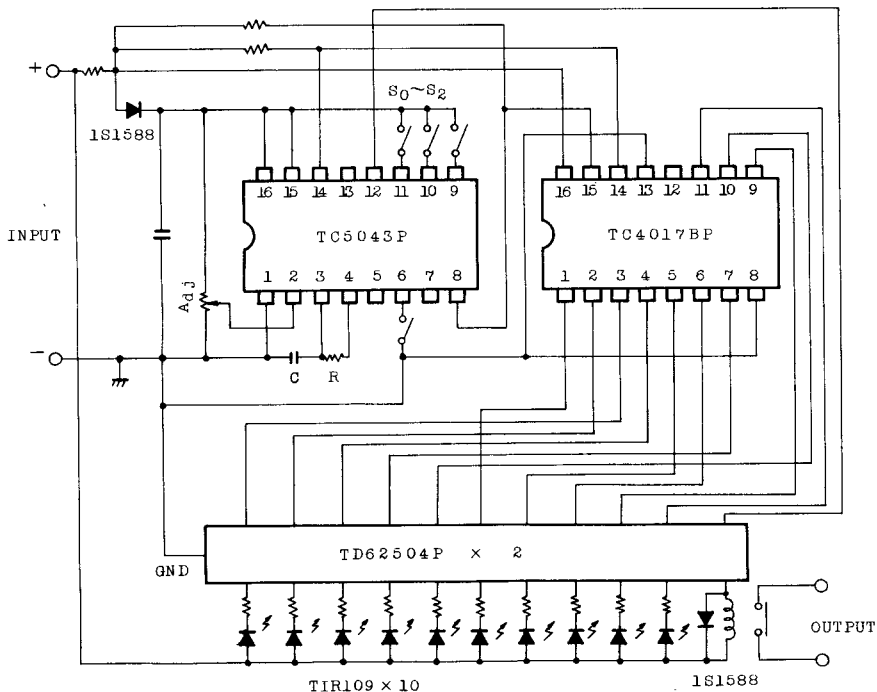 +
S0~S2
1S1588
16 15 14 13 12 11 10 9
16 15 14 13 12 11 10 9
INPUT
TC5043P
TC4017BP
Adj
1 2 3 4 5 6 7 8
1 2 3 4 5 6 7 8
−
C R
TD62504P × 2
GND
OUTPUT
1S1588
TIR109×10